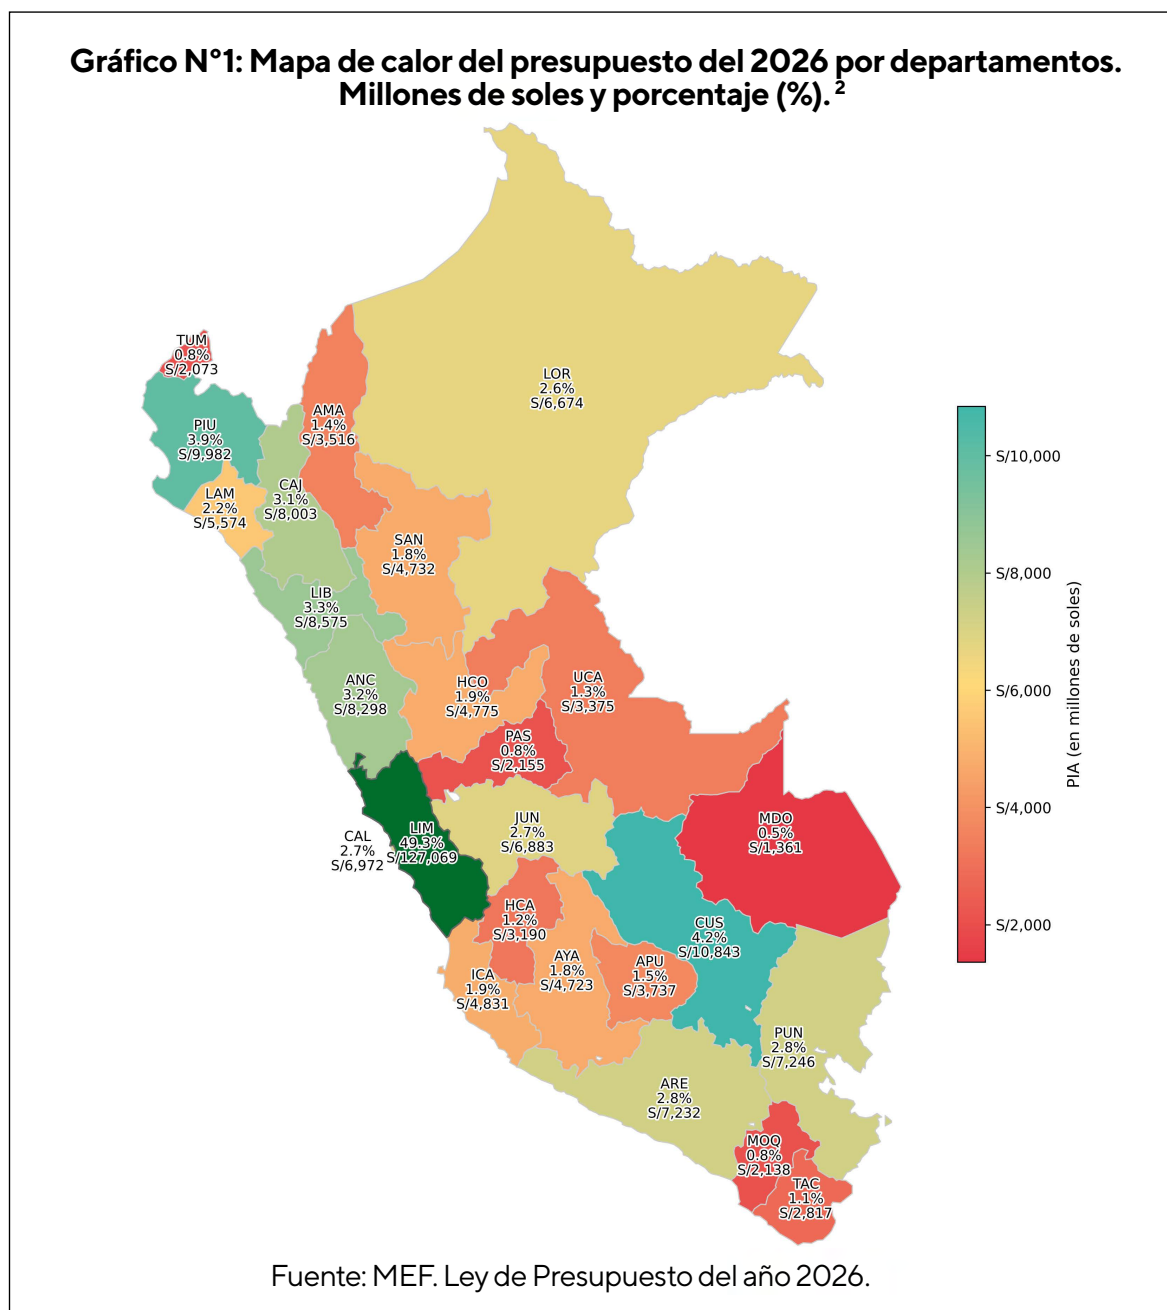 Gráfico N°1: Mapa de calor del presupuesto del 2026 por departamentos.
Millones de soles y porcentaje (%). ²
TUM
0.8%
S/2,073
PIU
3.9%
S/9,982
LAM
2.2%
S/5,574
AMA
1.4%
S/3,516
CAJ
3.1%
S/8,003
LOR
2.6%
S/6,674
SAN
1.8%
S/4,732
LIB
3.3%
S/8,575
ANC
3.2%
S/8,298
HCO
1.9%
S/4,775
UCA
1.3%
S/3,375
PAS
0.8%
S/2,155
CAL
2.7%
S/6,972
LIM
49.3%
S/127,069
JUN
2.7%
S/6,883
MDO
0.5%
S/1,361
HCA
1.2%
S/3,190
CUS
4.2%
S/10,843
ICA
1.9%
S/4,831
AYA
1.8%
S/4,723
APU
1.5%
S/3,737
PUN
2.8%
S/7,246
ARE
2.8%
S/7,232
MOQ
0.8%
S/2,138
TAC
1.1%
S/2,817
S/10,000
S/8,000
S/6,000
S/4,000
S/2,000
PIA (en millones de soles)
Fuente: MEF. Ley de Presupuesto del año 2026.